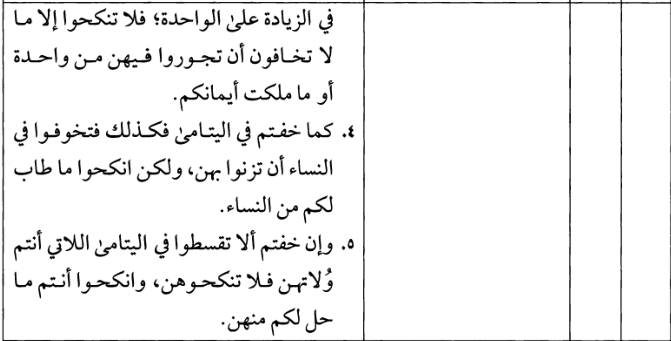 في الزيادة علىٰ الواحدة؛ فلا تنكحوا إلا ما
لا تخافون أن تجوروا فيهن من واحدة
أو ما ملكت أيمانكم.
٤. كما خفتم في اليتامىٰ فكذلك فتخوفوا في
النساء أن تزنوا بهن، ولكن انكحوا ما طاب
لكم من النساء.
٥. وإن خفتم ألا تقسطوا في اليتامىٰ اللاتي أنتم
وُلاتهن فلا تنكحوهن، وانكحوا أنتم ما
حل لكم منهن.